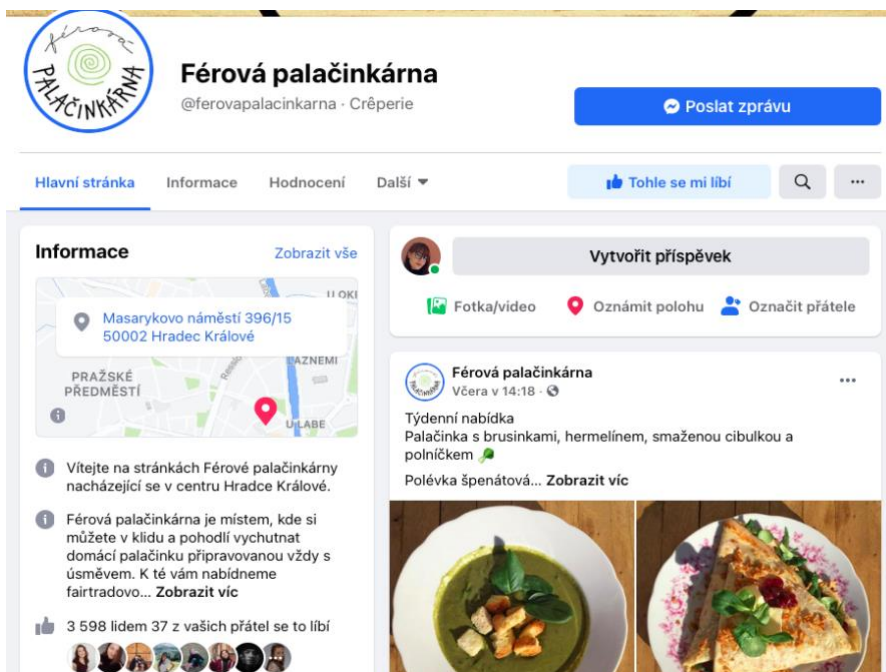 férová
PALAČINKÁRNA
Férová palačinkárna
@ferovapalacinkarna · Crêperie
Poslat zprávu
Hlavní stránka
Informace
Hodnocení
Další
Tohle se mi líbí
Informace
Zobrazit vše
Masarykovo náměstí 396/15
50002 Hradec Králové
PRAŽSKÉ
PŘEDMĚSTÍ
U LABE
Vítejte na stránkách Férové palačinkárny
nacházející se v centru Hradce Králové.
Férová palačinkárna je místem, kde si
můžete v klidu a pohodlí vychutnat
domácí palačinku připravovanou vždy s
úsměvem. K té vám nabídneme
fairtradovo... Zobrazit víc
3 598 lidem 37 z vašich přátel se to líbí
Vytvořit příspěvek
Fotka/video
Oznámit polohu
Označit přátele
Férová palačinkárna
Včera v 14:18 ·
Týdenní nabídka
Palačinka s brusinkami, hermelínem, smaženou cibulkou a
polníčkem
Polévka špenátová... Zobrazit víc